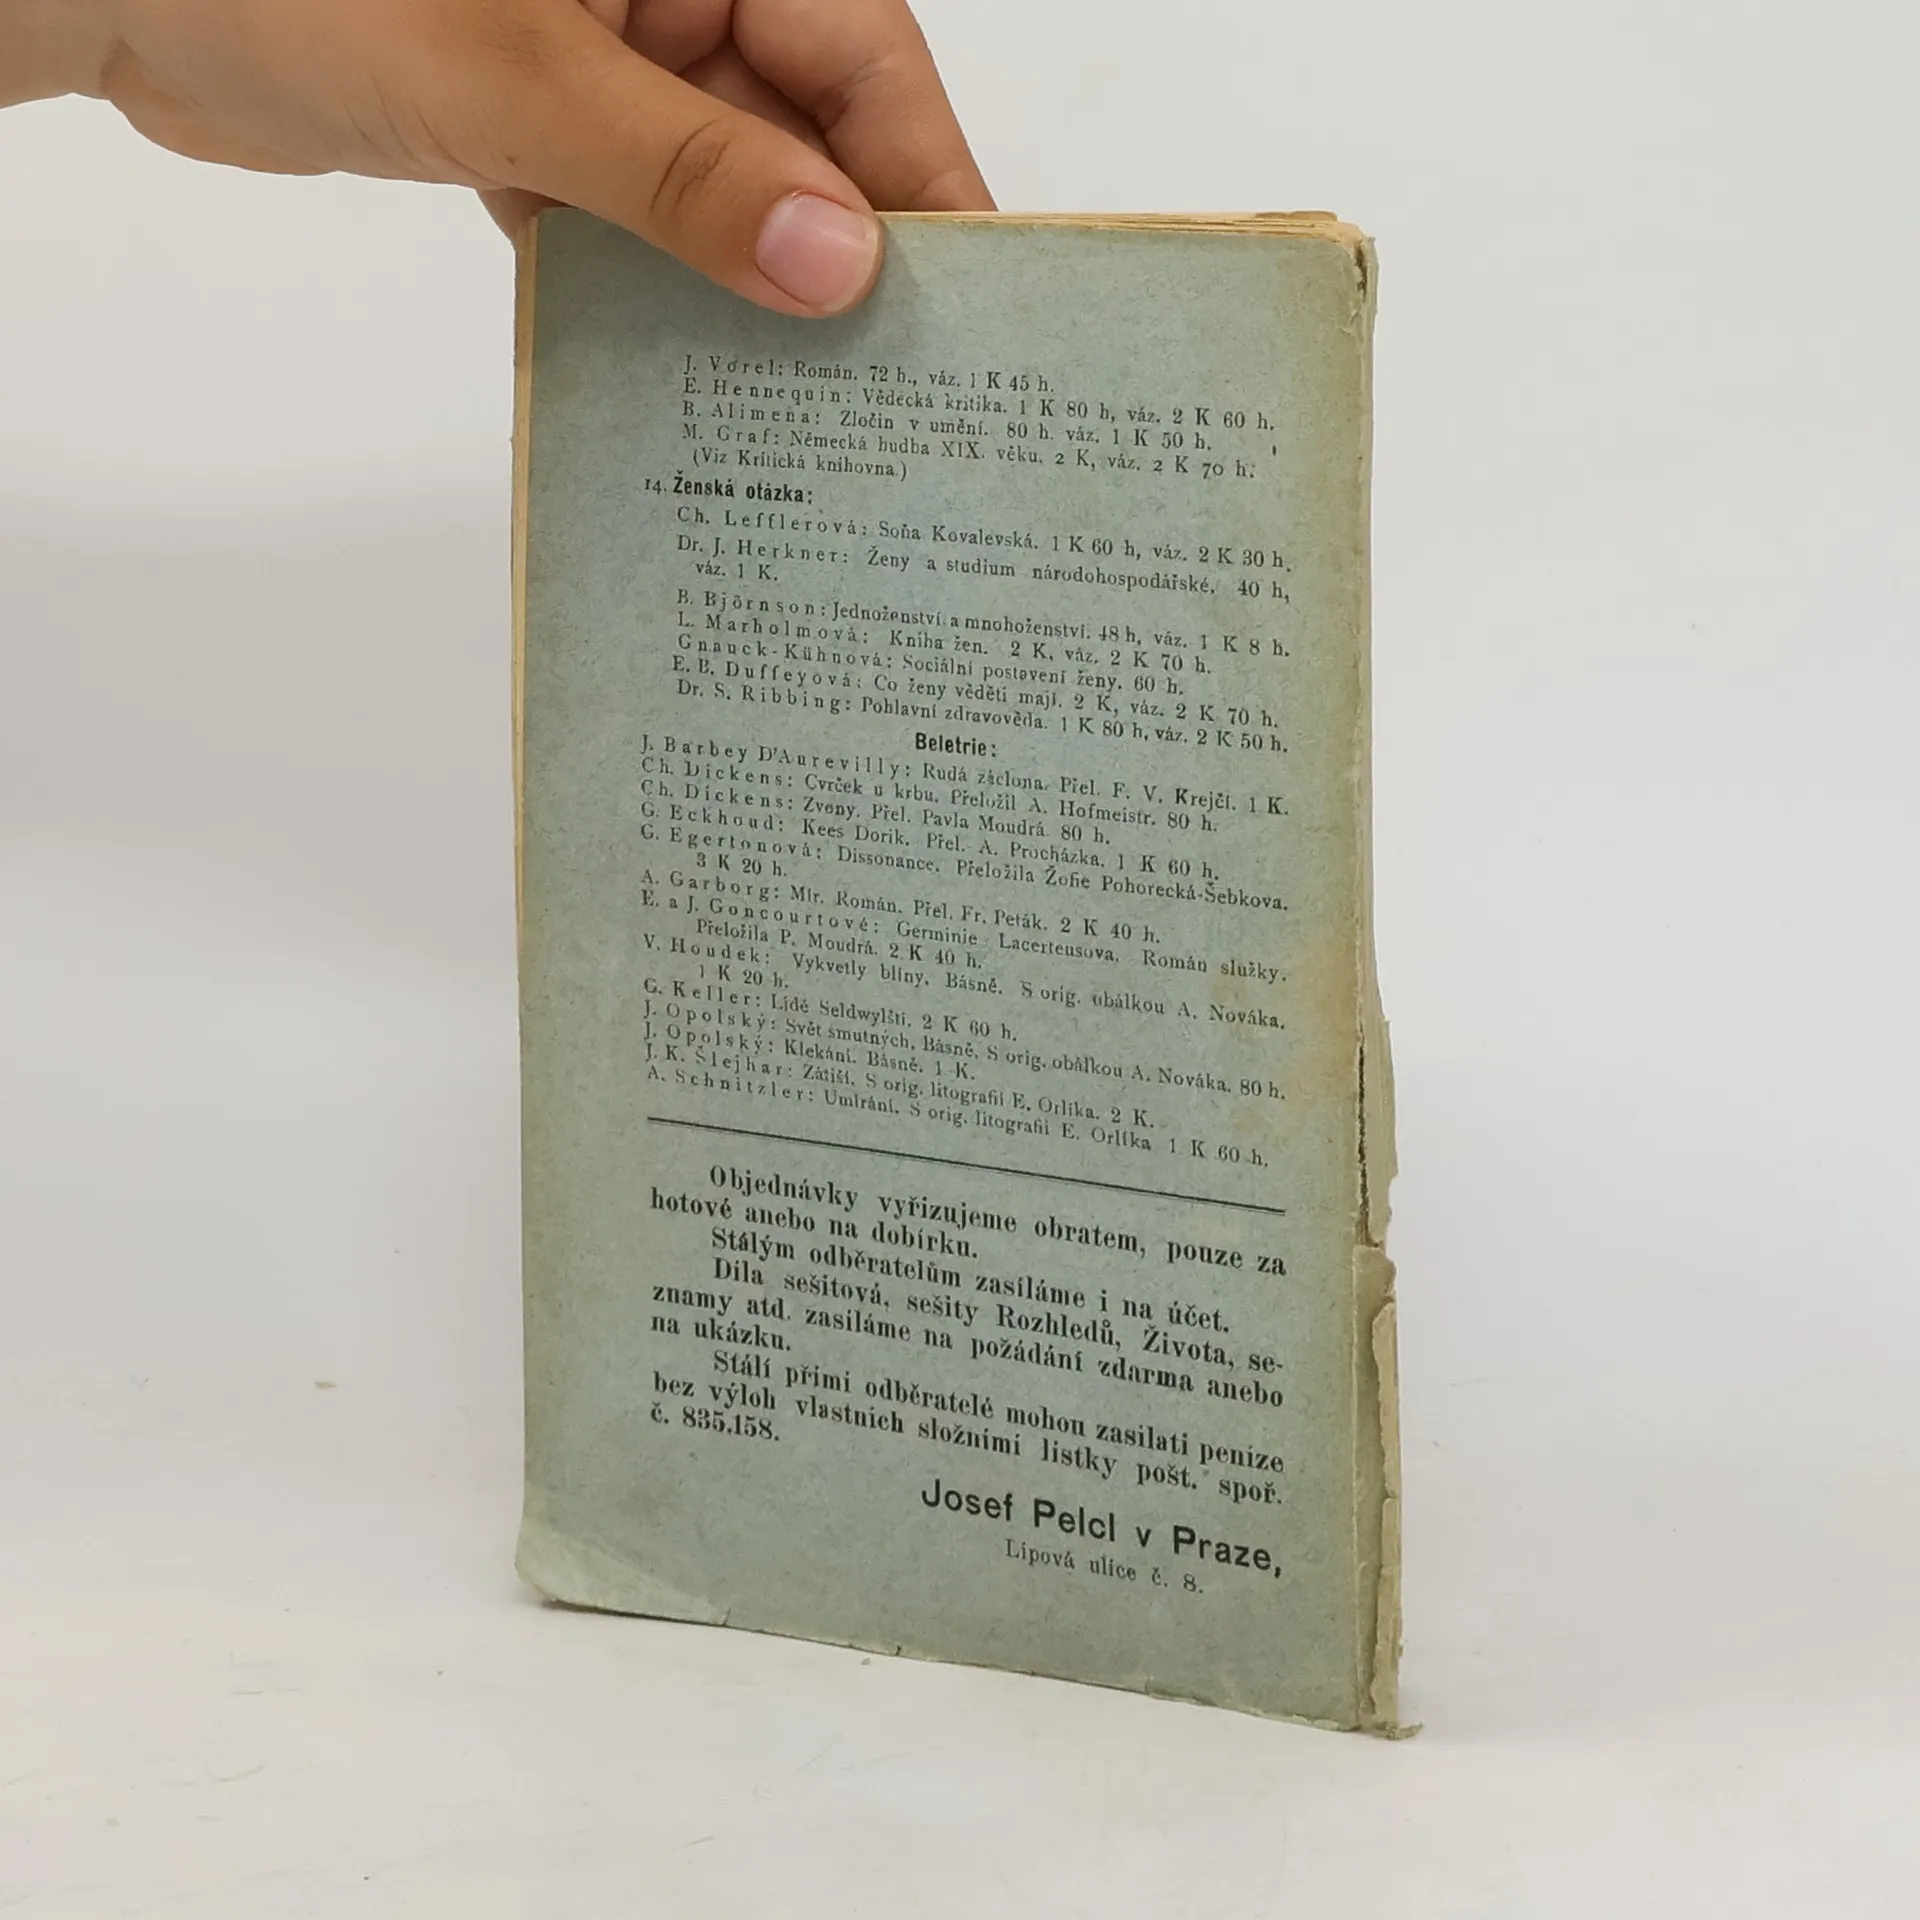 J. Vorel: Román. 72 h., váz. 1 K 45 h.
E. Hennequin: Vědecká kritika. 1 K 80 h, váz. 2 K 60 h.
B. Alimena: Zločin v umění. 80 h. váz. 1 K 50 h.
M. Graf: Německá hudba XIX. věku. 2 K, váz. 2 K 70 h.
(Viz Kritická knihovna.)
14. Ženská otázka:
Ch. Lefflerová: Soňa Kovalevská. 1 K 60 h, váz. 2 K 30 h.
Dr. J. Herkner: Ženy a studium národohospodářské. 40 h,
váz. 1 K.
B. Björnson: Jednoženství a mnohoženství. 48 h, váz. 1 K 8 h.
L. Marholmová: Kniha žen. 2 K, váz. 2 K 70 h.
Gnauck-Kühnová: Sociální postavení ženy. 60 h.
E. B. Duffeyová: Co ženy věděti mají. 2 K, váz. 2 K 70 h.
Dr. S. Ribbing: Pohlavní zdravověda. 1 K 80 h, váz. 2 K 50 h.
Beletrie:
J. Barbey D'Aurevilly: Rudá záclona. Přel. F. V. Krejčí. 1 K.
Ch. Dickens: Cvrček u krbu. Přeložil A. Hofmeistr. 80 h.
Ch. Dickens: Zvony. Přel. Pavla Moudrá. 80 h.
G. Eckhoud: Kees Dorik. Přel. A. Procházka. 1 K 60 h.
G. Egertonová: Dissonance. Přeložila Žofie Pohorecká-Šebkova.
3 K 20 h.
A. Garborg: Mír. Román. Přel. Fr. Peták. 2 K 40 h.
E. a J. Goncourtové: Germinie Lacerteusova. Román služky.
Přeložila P. Moudrá. 2 K 40 h.
V. Houdek: Vykvetly blíny. Básně. S orig. obálkou A. Nováka.
1 K 20 h.
G. Keller: Lidé Seldwylští. 2 K 60 h.
J. Opolský: Svět smutných. Básně. S orig. obálkou A. Nováka. 80 h.
J. Opolský: Klekání. Básně. 1 K.
J. K. Šlejhar: Zátiší. S orig. litografií E. Orlíka. 2 K.
A. Schnitzler: Umírání. S orig. litografií E. Orlíka 1 K 60 h.
Objednávky vyřizujeme obratem, pouze za
hotové anebo na dobírku.
Stálým odběratelům zasíláme i na účet.
Díla sešitová, sešity Rozhledů, Života, se-
znamy atd. zasíláme na požádání zdarma anebo
na ukázku.
Stálí přímí odběratelé mohou zasílati peníze
bez výloh vlastních složními lístky pošt. spoř.
č. 835.158.
Josef Pelcl v Praze,
Lípová ulice č. 8.